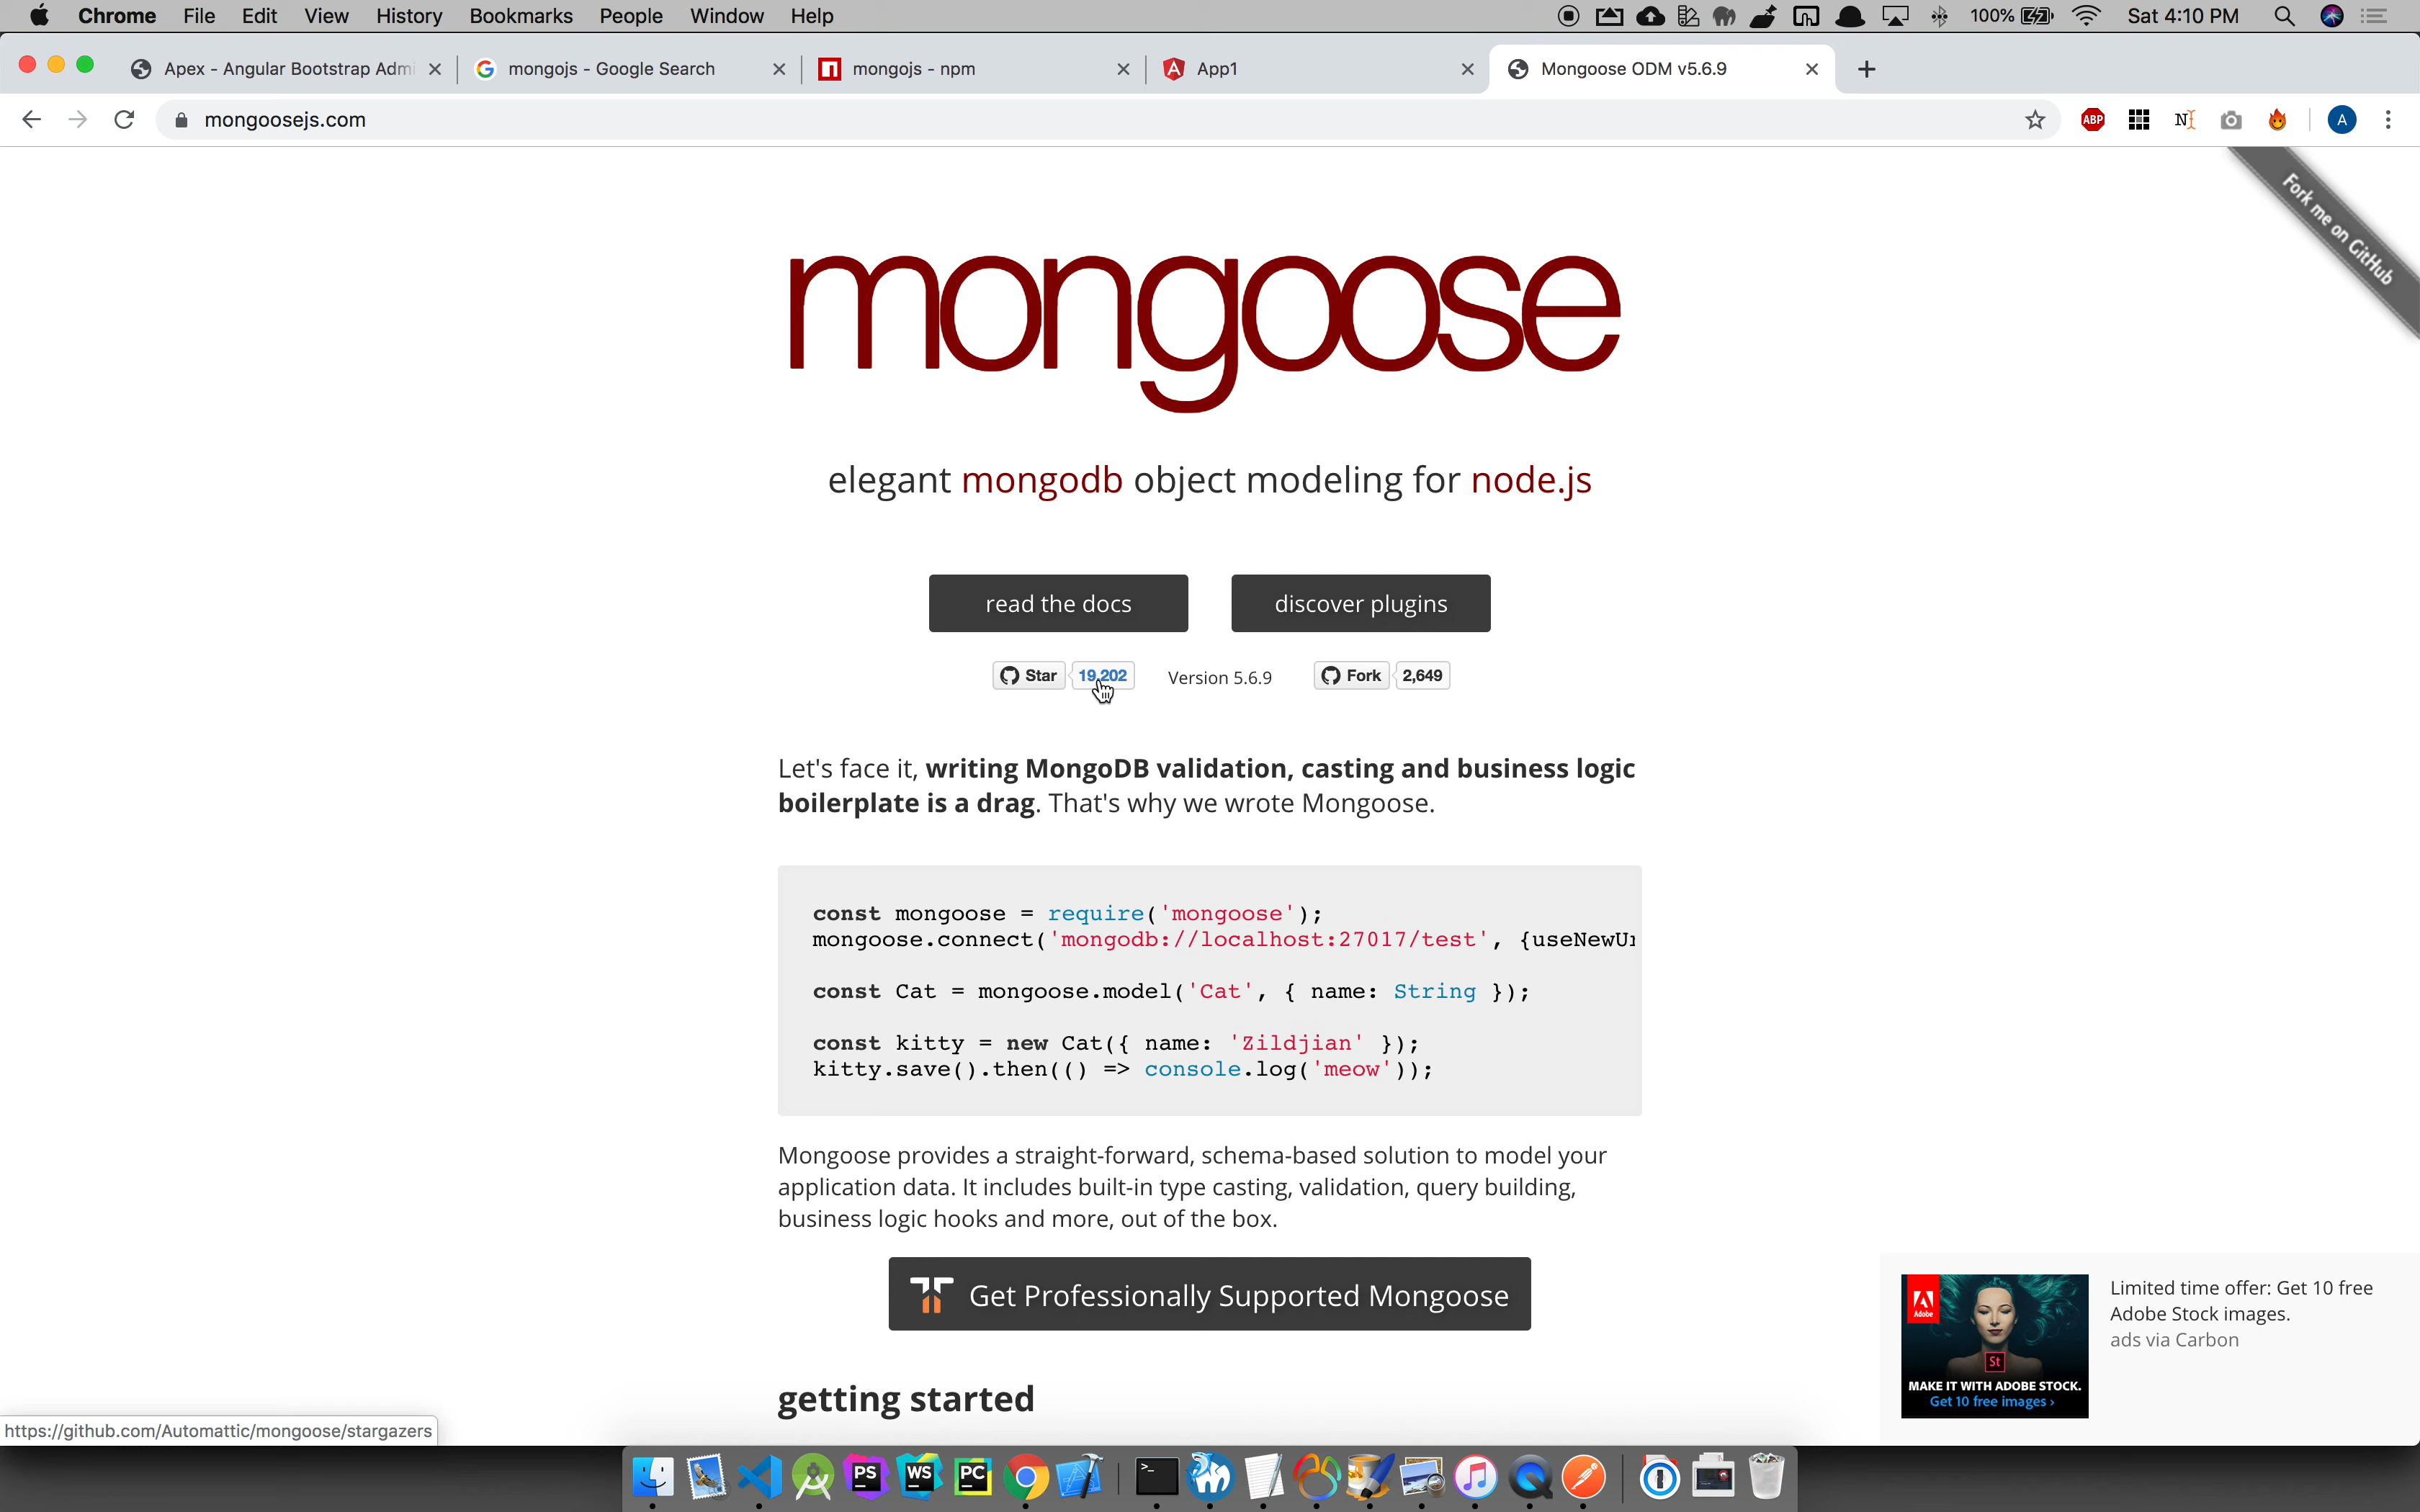 Chrome File Edit View History Bookmarks People Window Help 100% Sat 4:10 PM
Apex - Angular Bootstrap Admi mongojs - Google Search mongojs - npm App1 Mongoose ODM v5.6.9
mongoosejs.com ABP A
Fork me on GitHub
mongoose
elegant mongodb object modeling for node.js
read the docs discover plugins
Star 19,202 Version 5.6.9 Fork 2,649
Let's face it, writing MongoDB validation, casting and business logic
boilerplate is a drag. That's why we wrote Mongoose.
const mongoose = require('mongoose');
mongoose.connect('mongodb://localhost:27017/test', {useNewUr
const Cat = mongoose.model('Cat', { name: String });
const kitty = new Cat({ name: 'Zildjian' });
kitty.save().then(() => console.log('meow'));
Mongoose provides a straight-forward, schema-based solution to model your
application data. It includes built-in type casting, validation, query building,
business logic hooks and more, out of the box.
Get Professionally Supported Mongoose
getting started
Adobe
St
MAKE IT WITH ADOBE STOCK.
Get 10 free images ›
Limited time offer: Get 10 free
Adobe Stock images.
ads via Carbon
https://github.com/Automattic/mongoose/stargazers
PS WS PC